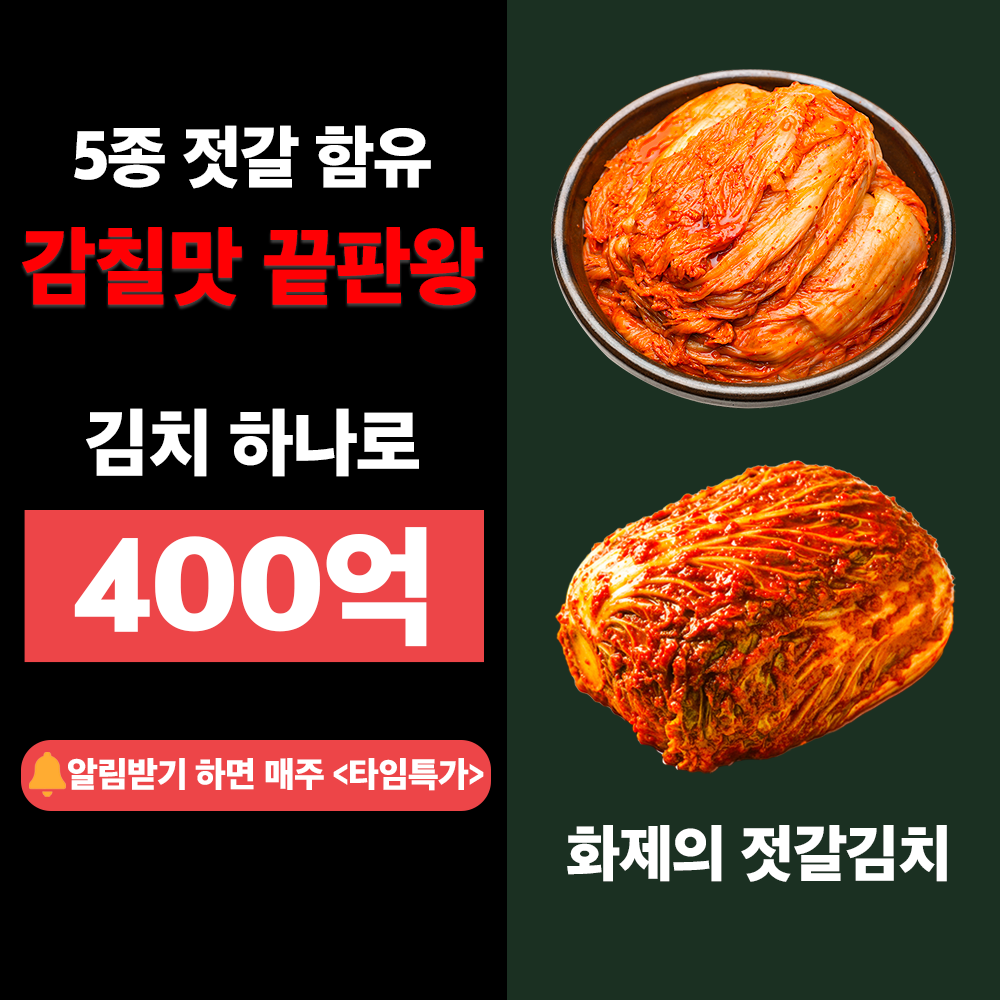 5종 젓갈 함유
감칠맛 끝판왕
김치 하나로
400억
알림받기 하면 매주 <타임특가>
화제의 젓갈김치